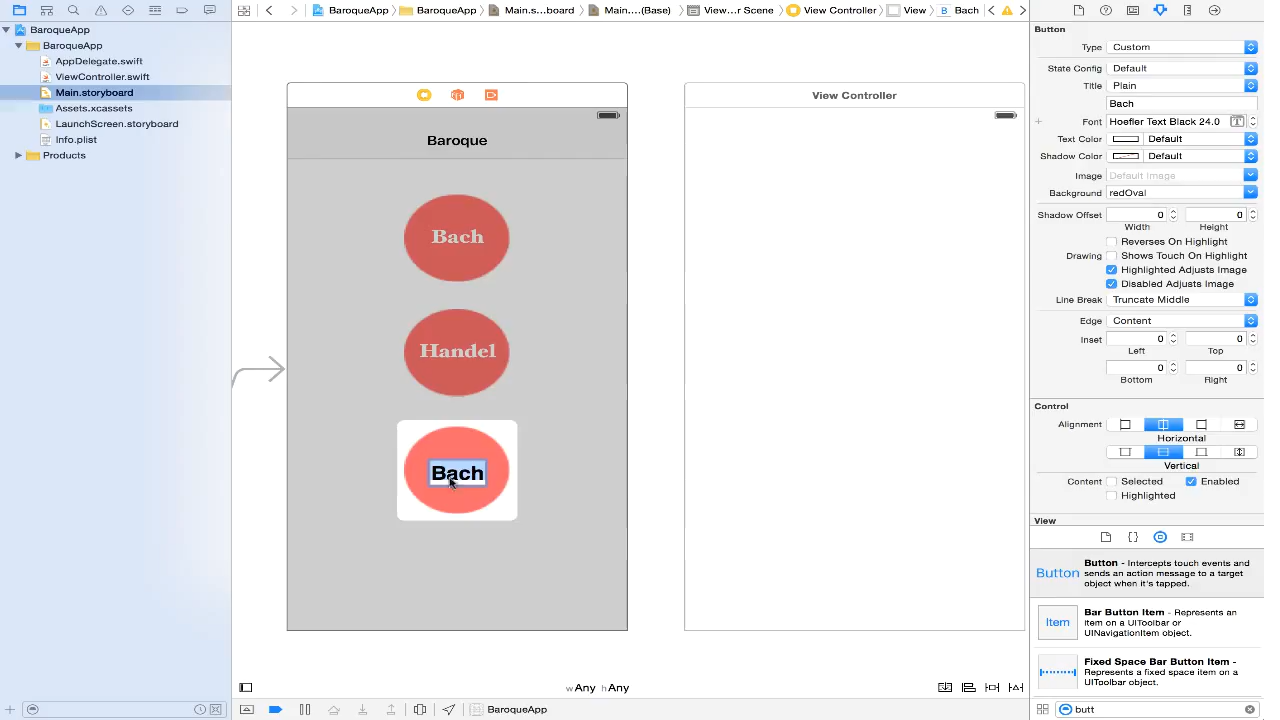 BaroqueApp
BaroqueApp
Main.s...board
Main....(Base)
View...r Scene
View Controller
View
B Bach
BaroqueApp
BaroqueApp
AppDelegate.swift
ViewController.swift
Main.storyboard
Assets.xcassets
LaunchScreen.storyboard
Info.plist
Products
Baroque
Bach
Handel
Bach
View Controller
wAny hAny
BaroqueApp
Button
Type Custom
State Config Default
Title Plain
Bach
Font Hoefler Text Black 24.0 T
Text Color Default
Shadow Color Default
Image Default Image
Background redOval
Shadow Offset 0 0
Width Height
Reverses On Highlight
Drawing Shows Touch On Highlight
Highlighted Adjusts Image
Disabled Adjusts Image
Line Break Truncate Middle
Edge Content
Inset 0 0
Left Top
0 0
Bottom Right
Control
Alignment
Horizontal
Vertical
Content Selected Enabled
Highlighted
View
Button
Button - Intercepts touch events and
sends an action message to a target
object when it's tapped.
Item
Bar Button Item - Represents an
item on a UIToolbar or
UINavigationItem object.
Fixed Space Bar Button Item -
Represents a fixed space item on a
UIToolbar object.
butt